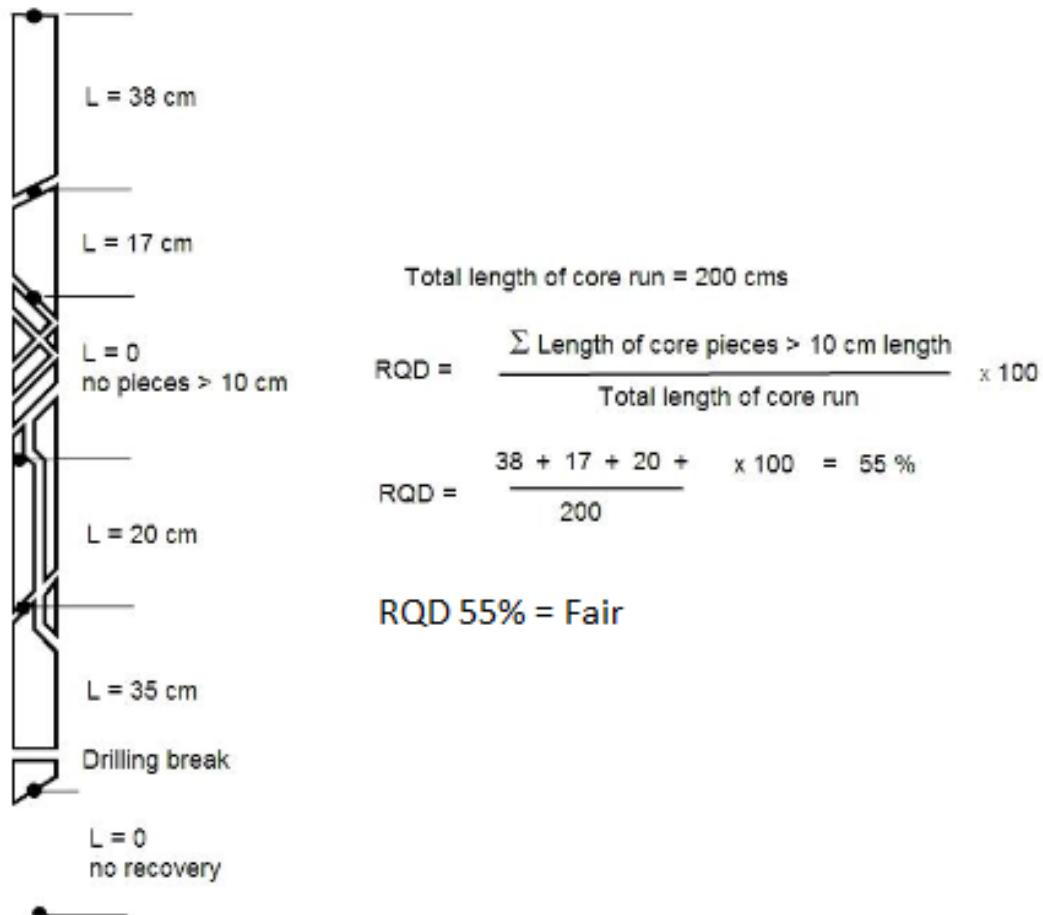 L = 38 cm
L = 17 cm
L = 0
no pieces > 10 cm
L = 20 cm
L = 35 cm
Drilling break
L = 0
no recovery
Total length of core run = 200 cms
RQD =
Σ Length of core pieces > 10 cm length
Total length of core run
x 100
RQD =
38 + 17 + 20 +
200
x 100 = 55 %
RQD 55% = Fair